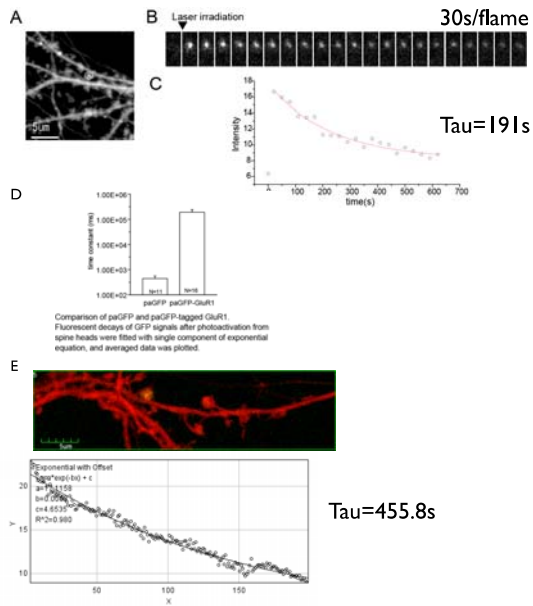 A
B
Laser irradiation
30s/flame
5um
C
Tau=191s
Intensity
18
16
14
12
10
8
6
0 100 200 300 400 500 600 700
time(s)
D
time constant (ms)
1.00E+06
1.00E+05
1.00E+04
1.00E+03
1.00E+02
N=11
paGFP paGFP-GluR1
Comparison of paGFP and paGFP-tagged GluR1.
Fluorescent decays of GFP signals after photoactivation from
spine heads were fitted with single component of exponential
equation, and averaged data was plotted.
E
5um
Exponential with Offset
c=4.6535
R^2=0.980
Y
20
15
10
50 100 150
X
Tau=455.8s